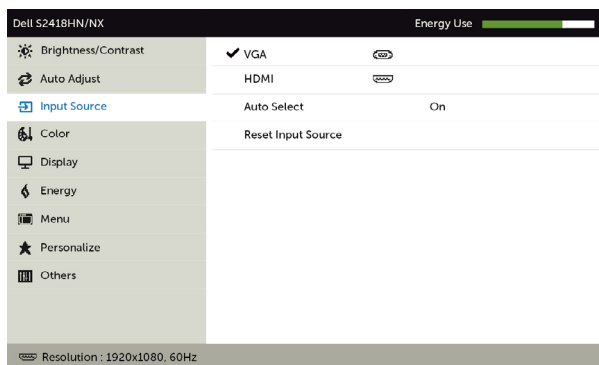 Dell S2418HN/NX Energy Use
Brightness/Contrast
VGA
Auto Adjust
HDMI
Input Source
Auto Select On
Color
Reset Input Source
Display
Energy
Menu
Personalize
Others
Resolution : 1920x1080, 60Hz